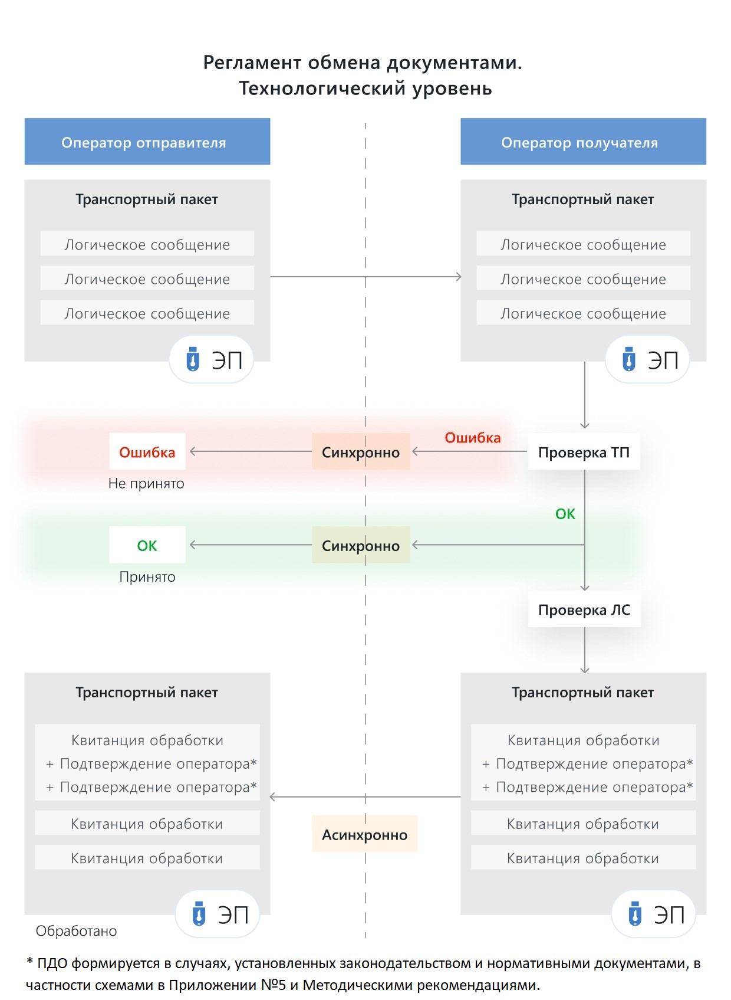 Регламент обмена документами.
Технологический уровень
Оператор отправителя
Оператор получателя
Транспортный пакет
Логическое сообщение
Логическое сообщение
Логическое сообщение
ЭП
Транспортный пакет
Логическое сообщение
Логическое сообщение
Логическое сообщение
ЭП
Ошибка
Не принято
Синхронно
Ошибка
Проверка ТП
ОК
ОК
Принято
Синхронно
Проверка ЛС
Транспортный пакет
Квитанция обработки
+ Подтверждение оператора*
+ Подтверждение оператора*
Квитанция обработки
Квитанция обработки
ЭП
Обработано
Асинхронно
Транспортный пакет
Квитанция обработки
+ Подтверждение оператора*
+ Подтверждение оператора*
Квитанция обработки
Квитанция обработки
ЭП
* ПДО формируется в случаях, установленных законодательством и нормативными документами, в
частности схемами в Приложении №5 и Методическими рекомендациями.